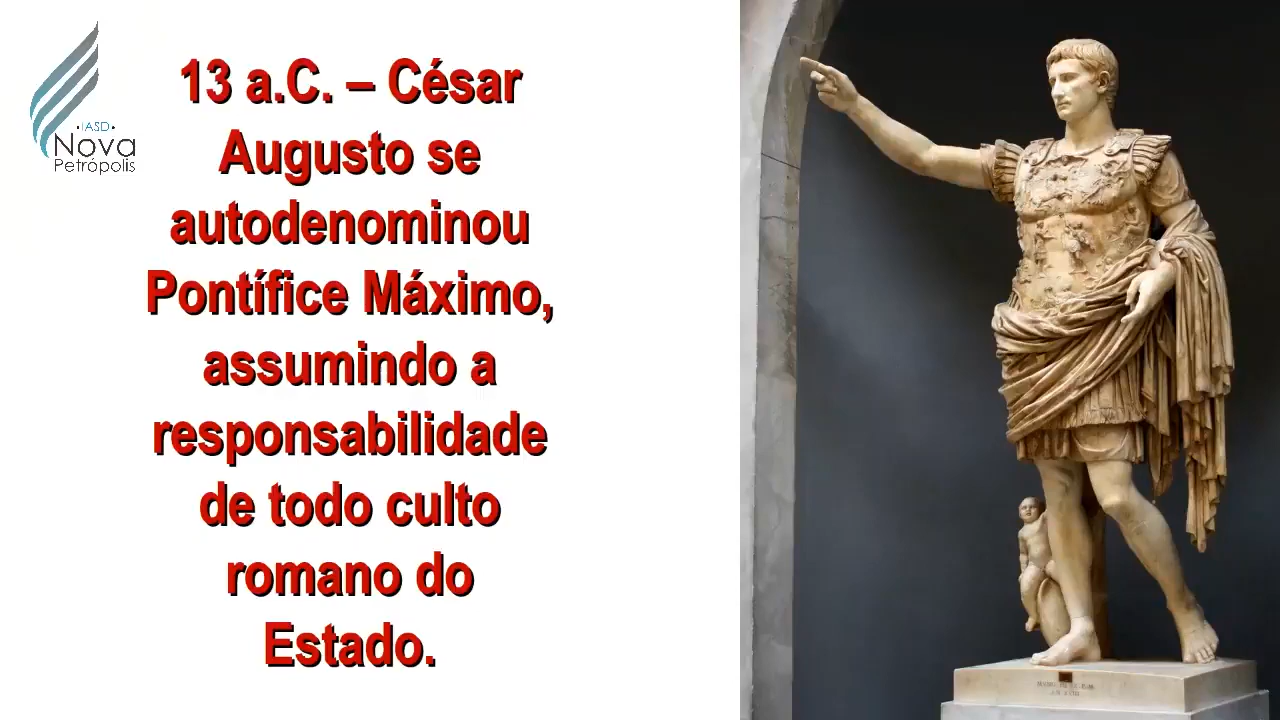 •IASD•
Nova
Petrópolis
13 a.C. – César
Augusto se
autodenominou
Pontífice Máximo,
assumindo a
responsabilidade
de todo culto
romano do
Estado.